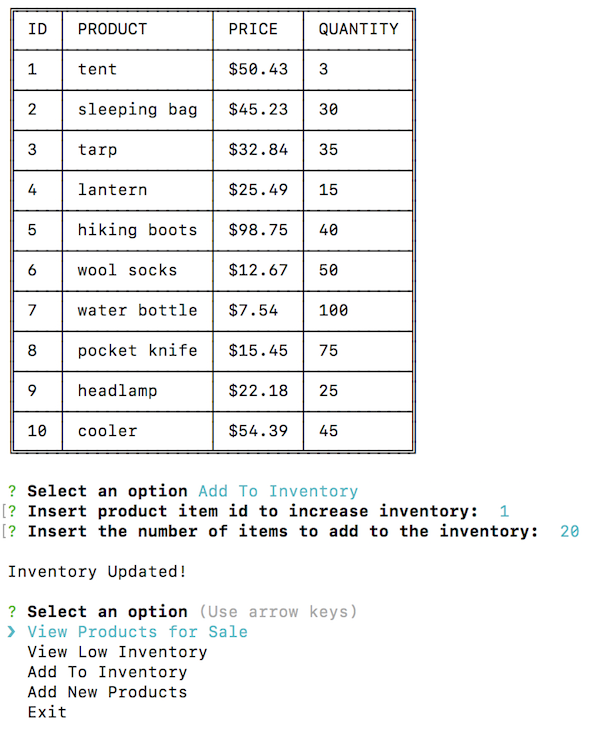 ID PRODUCT PRICE QUANTITY
1 tent $50.43 3
2 sleeping bag $45.23 30
3 tarp $32.84 35
4 lantern $25.49 15
5 hiking boots $98.75 40
6 wool socks $12.67 50
7 water bottle $7.54 100
8 pocket knife $15.45 75
9 headlamp $22.18 25
10 cooler $54.39 45
? Select an option Add To Inventory
[? Insert product item id to increase inventory: 1
[? Insert the number of items to add to the inventory: 20
Inventory Updated!
? Select an option (Use arrow keys)
❯ View Products for Sale
View Low Inventory
Add To Inventory
Add New Products
Exit